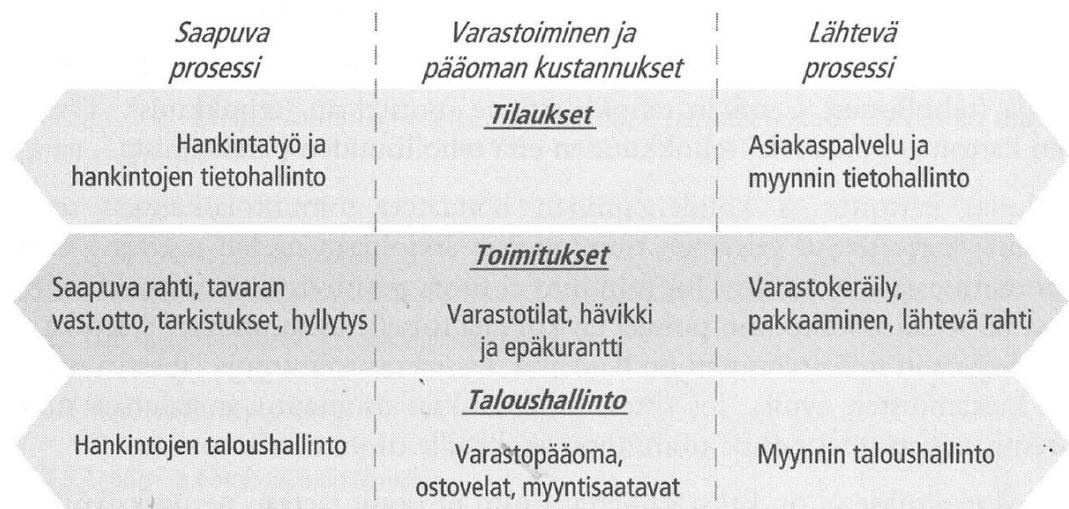 Saapuva
prosessi
Varastoiminen ja
pääoman kustannukset
Lähtevä
prosessi
Tilaukset
Hankintatyö ja
hankintojen tietohallinto
Asiakaspalvelu ja
myynnin tietohallinto
Toimitukset
Saapuva rahti, tavaran
vast.otto, tarkistukset, hyllytys
Varastotilat, hävikki
ja epäkurantti
Varastokeräily,
pakkaaminen, lähtevä rahti
Taloushallinto
Hankintojen taloushallinto
Varastopääoma,
ostovelat, myyntisaatavat
Myynnin taloushallinto